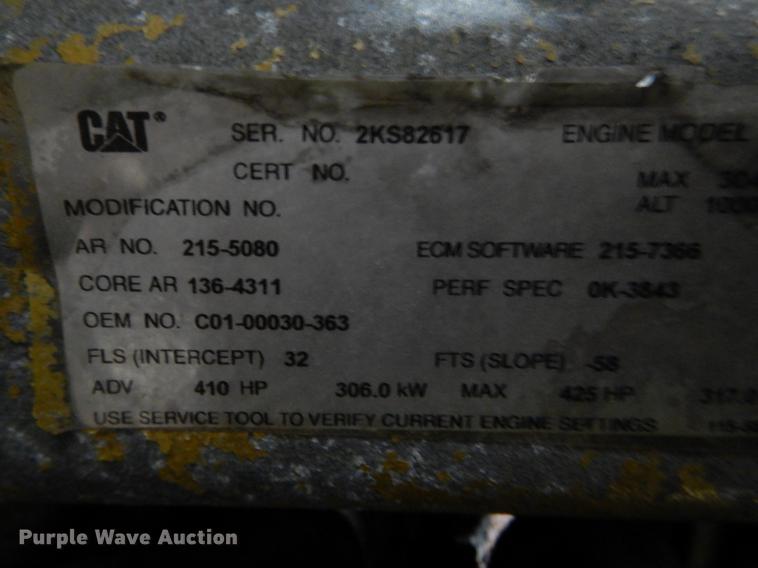 CAT® SER. NO. 2KS82617 ENGINE MODEL
CERT NO. MAX
MODIFICATION NO. ALT
AR NO. 215-5080 ECM SOFTWARE 215-7366
CORE AR 136-4311 PERF SPEC 0K-3843
OEM NO. C01-00030-363
FLS (INTERCEPT) 32 FTS (SLOPE) -58
ADV 410 HP 306.0 kW MAX 425 HP 317.0
USE SERVICE TOOL TO VERIFY CURRENT ENGINE SETTINGS
Purple Wave Auction